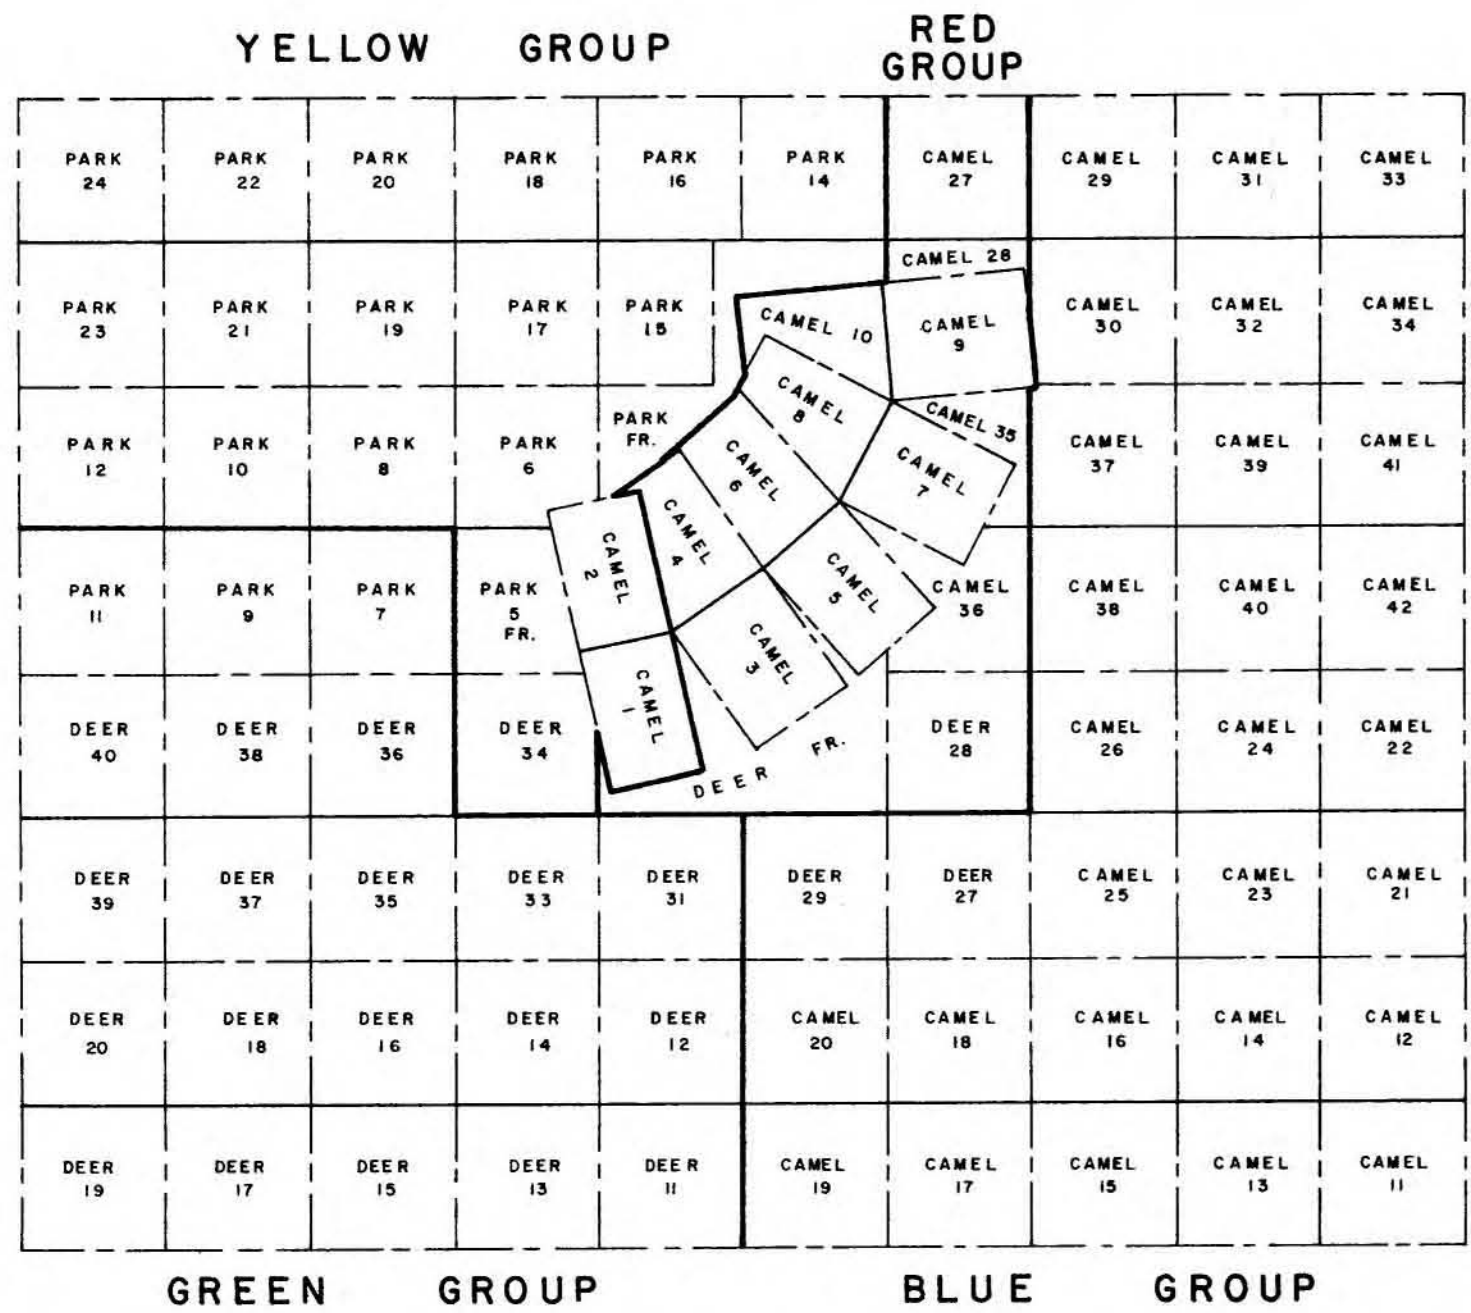 YELLOW GROUP
RED
GROUP
PARK
24
PARK
22
PARK
20
PARK
18
PARK
16
PARK
14
CAMEL
27
CAMEL
29
CAMEL
31
CAMEL
33
CAMEL 28
PARK
23
PARK
21
PARK
19
PARK
17
PARK
15
CAMEL 10
CAMEL
9
CAMEL
30
CAMEL
32
CAMEL
34
CAMEL
8
CAMEL 35
PARK
12
PARK
10
PARK
8
PARK
6
PARK
FR.
CAMEL
6
CAMEL
7
CAMEL
37
CAMEL
39
CAMEL
41
CAMEL
2
CAMEL
4
PARK
11
PARK
9
PARK
7
PARK
5
FR.
CAMEL
5
CAMEL
36
CAMEL
38
CAMEL
40
CAMEL
42
CAMEL
1
CAMEL
3
DEER
40
DEER
38
DEER
36
DEER
34
DEER FR.
DEER
28
CAMEL
26
CAMEL
24
CAMEL
22
DEER
39
DEER
37
DEER
35
DEER
33
DEER
31
DEER
29
DEER
27
CAMEL
25
CAMEL
23
CAMEL
21
DEER
20
DEER
18
DEER
16
DEER
14
DEER
12
CAMEL
20
CAMEL
18
CAMEL
16
CAMEL
14
CAMEL
12
DEER
19
DEER
17
DEER
15
DEER
13
DEER
11
CAMEL
19
CAMEL
17
CAMEL
15
CAMEL
13
CAMEL
11
GREEN GROUP
BLUE GROUP